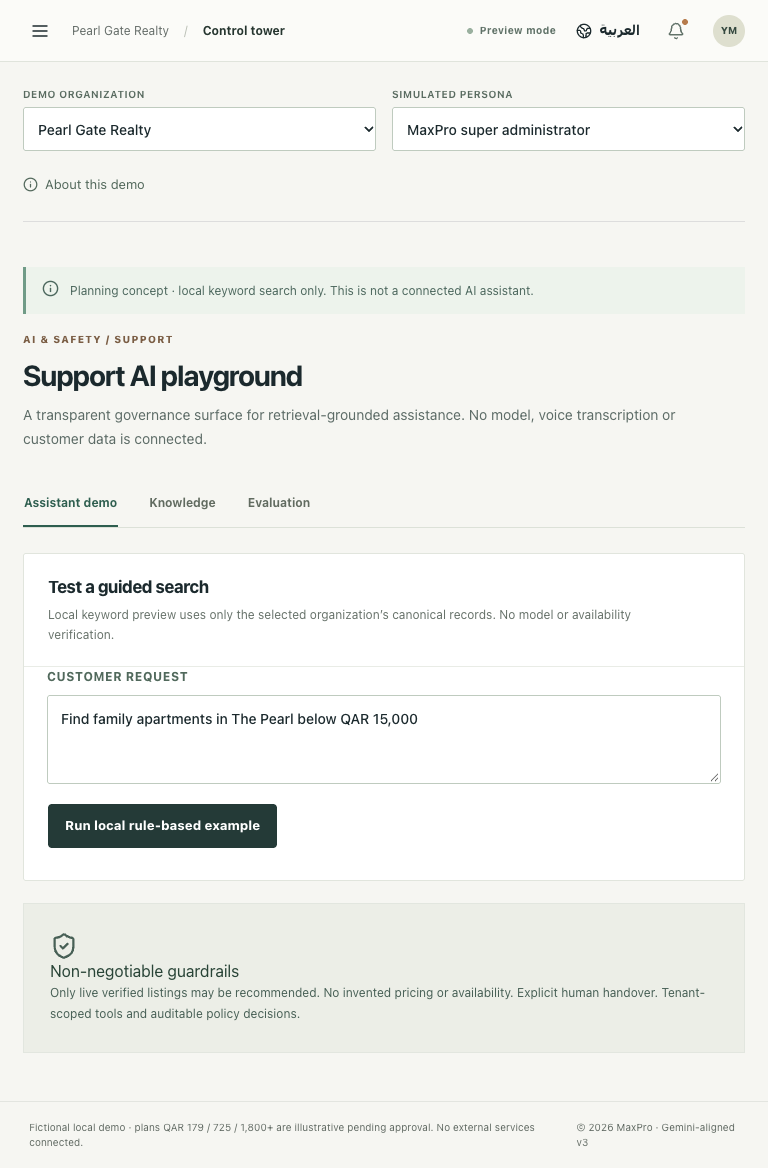 Pearl Gate Realty / Control tower
Preview mode
العربية
YM
DEMO ORGANIZATION
Pearl Gate Realty
SIMULATED PERSONA
MaxPro super administrator
About this demo
Planning concept · local keyword search only. This is not a connected AI assistant.
AI & SAFETY / SUPPORT
Support AI playground
A transparent governance surface for retrieval-grounded assistance. No model, voice transcription or
customer data is connected.
Assistant demo
Knowledge
Evaluation
Test a guided search
Local keyword preview uses only the selected organization's canonical records. No model or availability
verification.
CUSTOMER REQUEST
Find family apartments in The Pearl below QAR 15,000
Run local rule-based example
Non-negotiable guardrails
Only live verified listings may be recommended. No invented pricing or availability. Explicit human handover. Tenant-
scoped tools and auditable policy decisions.
Fictional local demo · plans QAR 179 / 725 / 1,800+ are illustrative pending approval. No external services
connected.
© 2026 MaxPro · Gemini-aligned
v3